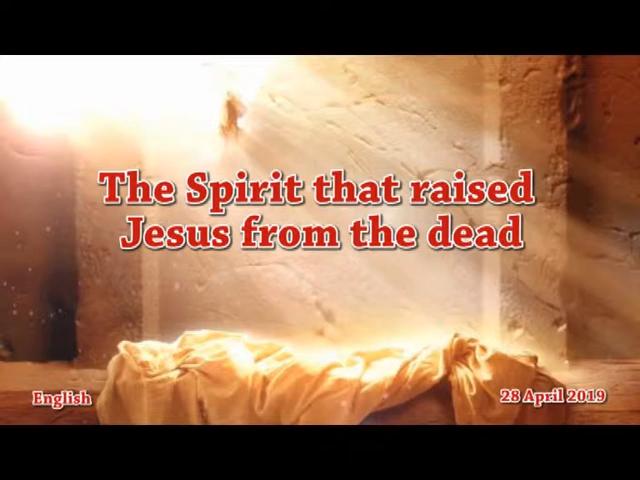 The Spirit that raised
Jesus from the dead
English
28 April 2019